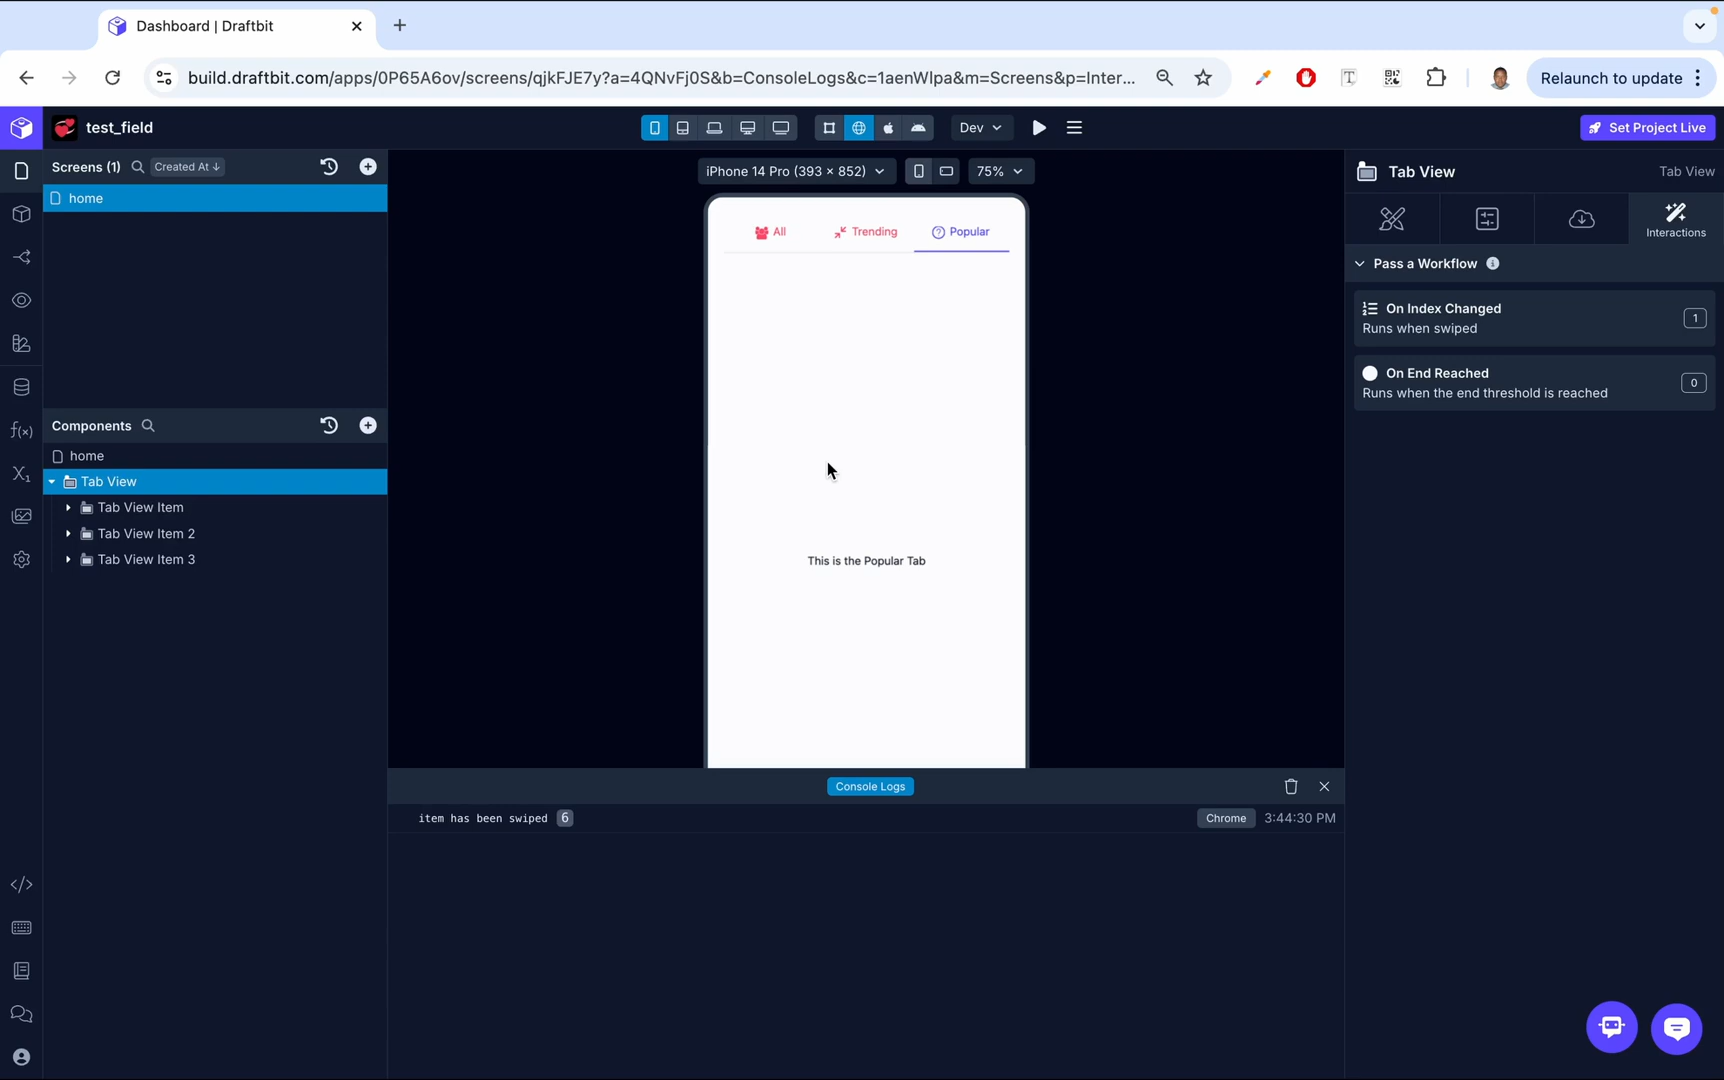 Dashboard | Draftbit
build.draftbit.com/apps/0P65A6ov/screens/qjkFJE7y?a=4QNvFj0S&b=ConsoleLogs&c=1aenWIpa&m=Screens&p=Inter...
Relaunch to update
test_field
Dev
Set Project Live
Screens (1)
Created At ↓
home
iPhone 14 Pro (393 × 852)
75%
Tab View
Tab View
Interactions
All
Trending
Popular
Pass a Workflow
On Index Changed
1
Runs when swiped
On End Reached
0
Runs when the end threshold is reached
Components
home
Tab View
Tab View Item
Tab View Item 2
Tab View Item 3
f(x)
X1
This is the Popular Tab
Console Logs
item has been swiped 6
Chrome
3:44:30 PM